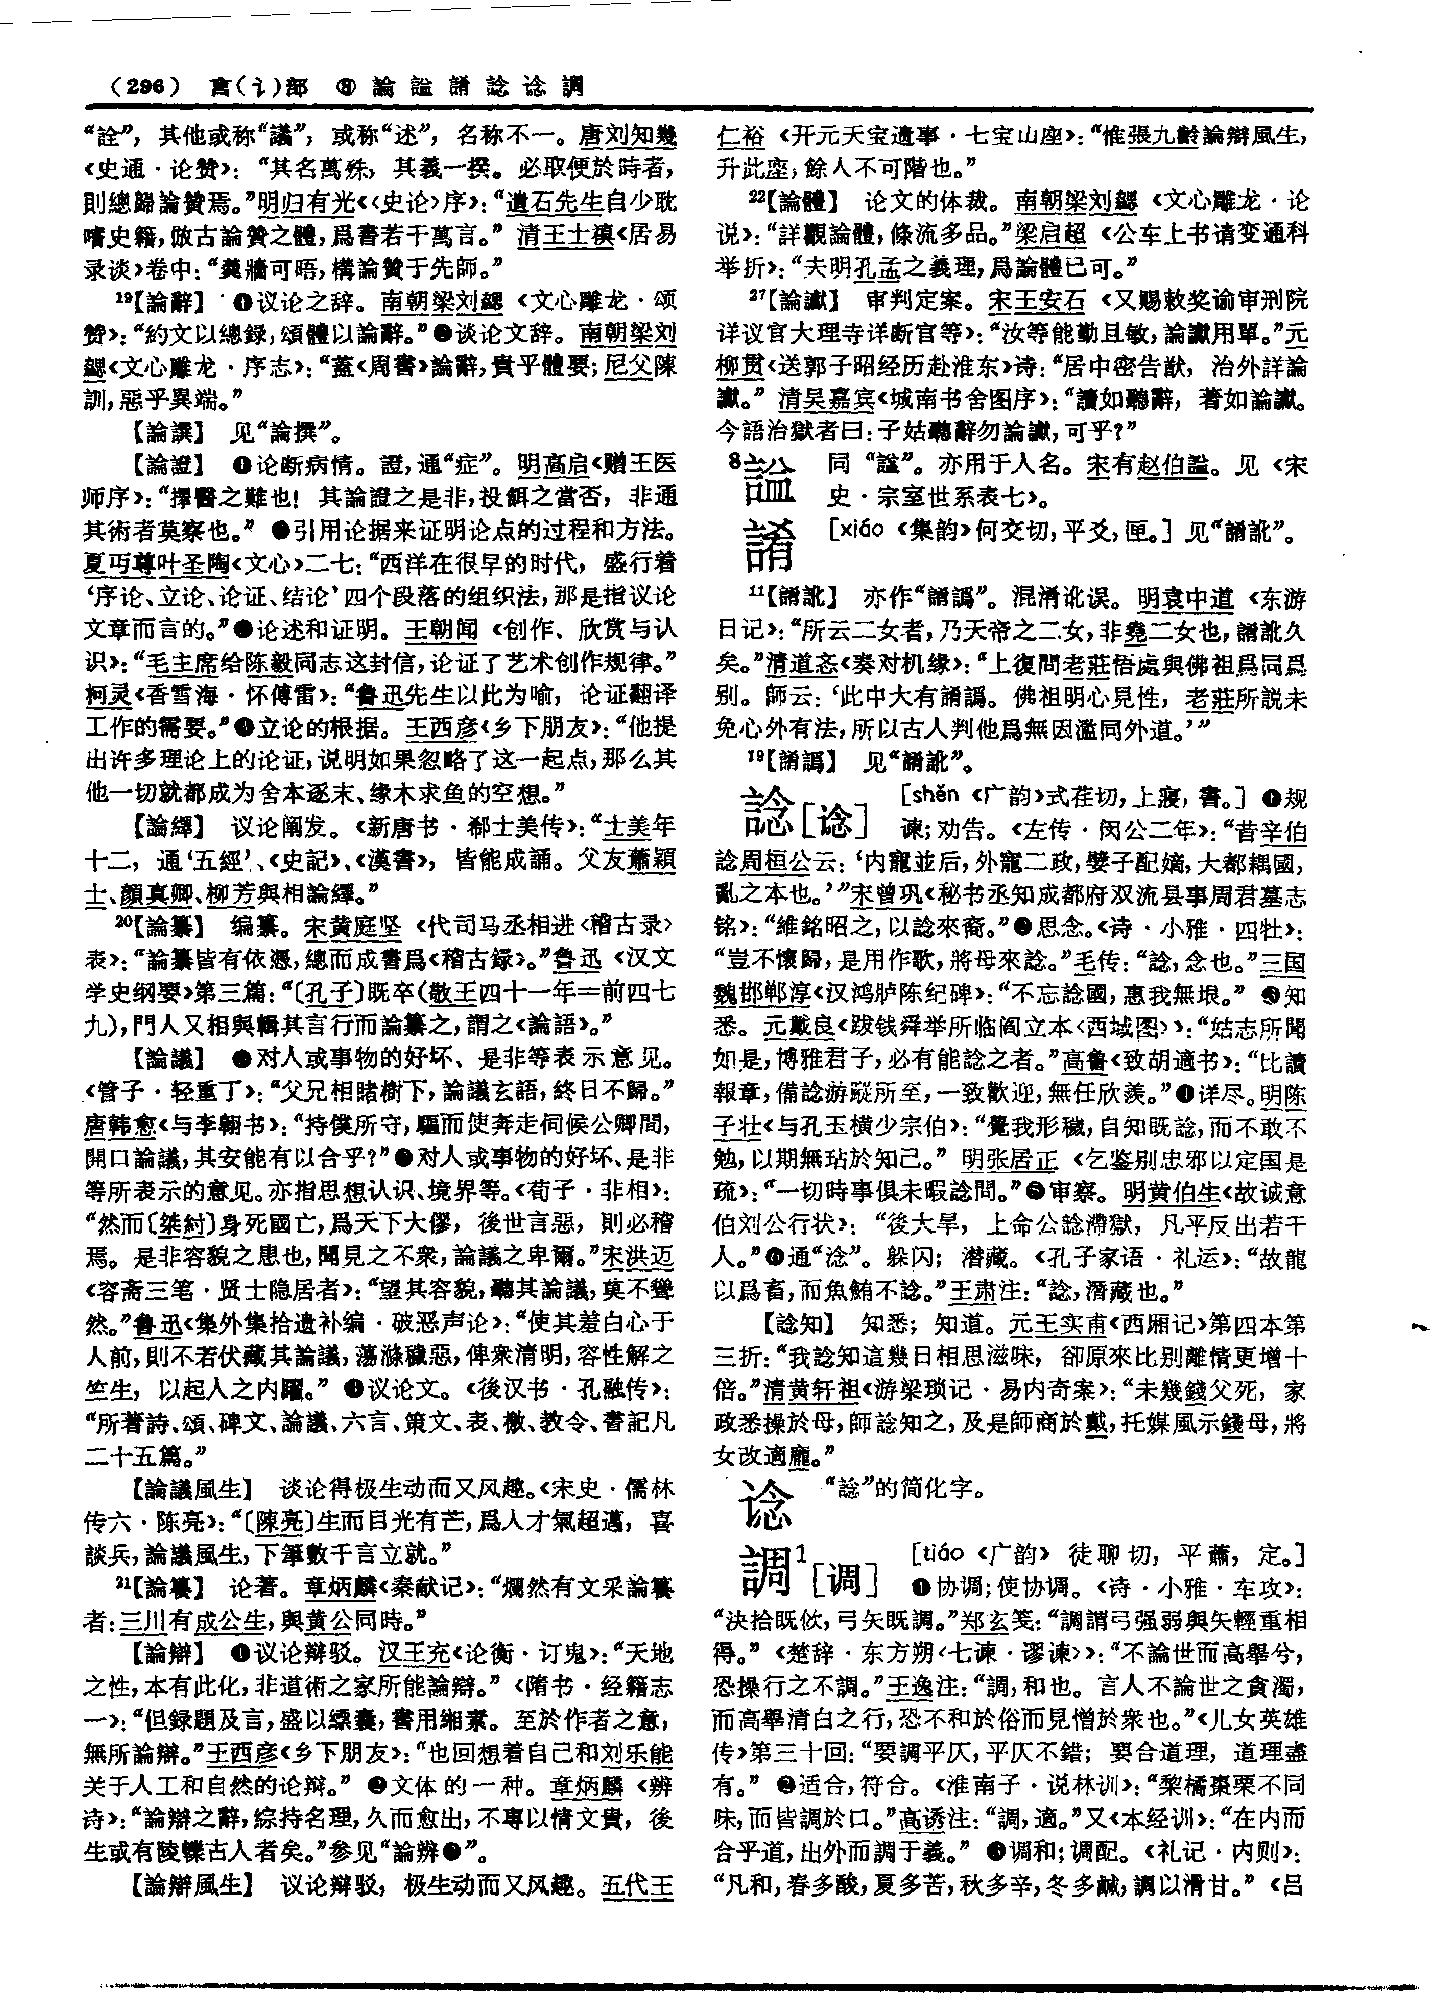 (296) 言(讠)部 ⑧ 論 諡 誵 諗 谂 調
“詮”，其他或称“議”，或称“述”，名称不一。唐刘知幾
《史通·论赞》：“其名萬殊，其義一揆。必取便於時者，
則總歸論贊焉。”明归有光《〈史论〉序》：“遺石先生自少耽
嗜史籍，倣古論贊之體，爲書若干萬言。”清王士禛《居易
录谈》卷中：“糞牆可晤，構論贊于先師。”
¹⁹【論辭】 ❶议论之辞。南朝梁刘勰《文心雕龙·颂
赞》：“約文以總録，頌體以論辭。”❷谈论文辞。南朝梁刘
勰《文心雕龙·序志》：“蓋《周書》論辭，貴乎體要；尼父陳
訓，惡乎異端。”
【論譔】 见“論撰”。
【論證】 ❶论断病情。證，通“症”。明高启《赠王医
师序》：“擇醫之難也！其論證之是非，投餌之當否，非通
其術者莫察也。”❷引用论据来证明论点的过程和方法。
夏丏尊叶圣陶《文心》二七：“西洋在很早的时代，盛行着
‘序论、立论、论证、结论’四个段落的组织法，那是指议论
文章而言的。”❸论述和证明。王朝闻《创作、欣赏与认
识》：“毛主席给陈毅同志这封信，论证了艺术创作规律。”
柯灵《香雪海·怀傅雷》：“鲁迅先生以此为喻，论证翻译
工作的需要。”❹立论的根据。王西彦《乡下朋友》：“他提
出许多理论上的论证，说明如果忽略了这一起点，那么其
他一切就都成为舍本逐末、缘木求鱼的空想。”
【論繹】 议论阐发。《新唐书·郗士美传》：“士美年
十二，通‘五經’、《史記》、《漢書》，皆能成誦。父友蕭穎
士、顔真卿、柳芳與相論繹。”
²⁰【論纂】 编纂。宋黄庭坚《代司马丞相进〈稽古录〉
表》：“論纂皆有依憑，總而成書爲《稽古録》。”鲁迅《汉文
学史纲要》第三篇：“〔孔子〕既卒（敬王四十一年＝前四七
九），門人又相與輯其言行而論纂之，謂之《論語》。”
【論議】 ❶对人或事物的好坏、是非等表示意见。
《管子·轻重丁》：“父兄相睹樹下，論議玄語，終日不歸。”
唐韩愈《与李翱书》：“持僕所守，驅而使奔走伺候公卿間，
開口論議，其安能有以合乎？”❷对人或事物的好坏、是非
等所表示的意见。亦指思想认识、境界等。《荀子·非相》：
“然而〔桀紂〕身死國亡，爲天下大僇，後世言惡，則必稽
焉。是非容貌之患也，聞見之不衆，論議之卑爾。”宋洪迈
《容斋三笔·贤士隐居者》：“望其容貌，聽其論議，莫不聳
然。”鲁迅《集外集拾遗补编·破恶声论》：“使其羞白心于
人前，則不若伏藏其論議，蕩滌穢惡，俾衆清明，容性解之
竺生，以起人之内曜。”❸议论文。《後汉书·孔融传》：
“所著詩、頌、碑文、論議、六言、策文、表、檄、教令、書記凡
二十五篇。”
【論議風生】 谈论得极生动而又风趣。《宋史·儒林
传六·陈亮》：“〔陳亮〕生而目光有芒，爲人才氣超邁，喜
談兵，論議風生，下筆數千言立就。”
²¹【論籑】 论著。章炳麟《秦献记》：“爛然有文采論籑
者：三川有成公生，與黄公同時。”
【論辯】 ❶议论辩驳。汉王充《论衡·订鬼》：“天地
之性，本有此化，非道術之家所能論辯。”《隋书·经籍志
一》：“但録題及言，盛以縹囊，書用緗素。至於作者之意，
無所論辯。”王西彦《乡下朋友》：“也回想着自己和刘乐能
关于人工和自然的论辩。”❷文体的一种。章炳麟《辨
诗》：“論辯之辭，綜持名理，久而愈出，不專以情文貴，後
生或有陵轢古人者矣。”参见“論辨❷”。
【論辯風生】 议论辩驳，极生动而又风趣。五代王
仁裕《开元天宝遗事·七宝山座》：“惟張九齡論辯風生，
升此座，餘人不可階也。”
²²【論體】 论文的体裁。南朝梁刘勰《文心雕龙·论
说》：“詳觀論體，條流多品。”梁启超《公车上书请变通科
举折》：“夫明孔孟之義理，爲論體已可。”
²⁷【論讞】 审判定案。宋王安石《又赐敕奖谕审刑院
详议官大理寺详断官等》：“汝等能勤且敏，論讞用單。”元
柳贯《送郭子昭经历赴淮东》诗：“居中密告猷，治外詳論
讞。”清吴嘉宾《城南书舍图序》：“讀如聽辭，著如論讞。
今語治獄者曰：子姑聽辭勿論讞，可乎？”
⁸諡 同“謚”。亦用于人名。宋有赵伯諡。见《宋
史·宗室世系表七》。
誵 [xiáo《集韵》何交切，平爻，匣。]见“誵訛”。
¹¹【誵訛】 亦作“誵譌”。混淆讹误。明袁中道《东游
日记》：“所云二女者，乃天帝之二女，非堯二女也，誵訛久
矣。”清道忞《奏对机缘》：“上復問老莊悟處與佛祖爲同爲
别。師云：‘此中大有誵譌。佛祖明心見性，老莊所説未
免心外有法，所以古人判他爲無因濫同外道。’”
¹⁹【誵譌】 见“誵訛”。
諗[谂] [shěn《广韵》式荏切，上寑，書。] ❶规
谏；劝告。《左传·闵公二年》：“昔辛伯
諗周桓公云：‘内寵並后，外寵二政，嬖子配嫡，大都耦國，
亂之本也。’”宋曾巩《秘书丞知成都府双流县事周君墓志
铭》：“維銘昭之，以諗來裔。”❷思念。《诗·小雅·四牡》：
“豈不懷歸，是用作歌，將母來諗。”毛传：“諗，念也。”三国
魏邯郸淳《汉鸿胪陈纪碑》：“不忘諗國，惠我無垠。”❸知
悉。元戴良《跋钱舜举所临阎立本〈西域图〉》：“姑志所聞
如是，博雅君子，必有能諗之者。”高鲁《致胡適书》：“比讀
報章，備諗游蹤所至，一致歡迎，無任欣羡。”❹详尽。明陈
子壮《与孔玉横少宗伯》：“覺我形穢，自知既諗，而不敢不
勉，以期無玷於知己。”明张居正《乞鉴别忠邪以定国是
疏》：“一切時事俱未暇諗問。”❺审察。明黄伯生《故诚意
伯刘公行状》：“後大旱，上命公諗滯獄，凡平反出若干
人。”❻通“淰”。躲闪；潜藏。《孔子家语·礼运》：“故龍
以爲畜，而魚鮪不諗。”王肃注：“諗，潛藏也。”
【諗知】 知悉；知道。元王实甫《西厢记》第四本第
三折：“我諗知這幾日相思滋味，卻原來比别離情更增十
倍。”清黄轩祖《游梁琐记·易内奇案》：“未幾錢父死，家
政悉操於母，師諗知之，及是師商於戴，托媒風示錢母，將
女改適龐。”
谂 “諗”的简化字。
調¹[调] [tiáo《广韵》徒聊切，平蕭，定。]
❶协调；使协调。《诗·小雅·车攻》：
“決拾既佽，弓矢既調。”郑玄笺：“調謂弓强弱與矢輕重相
得。”《楚辞·东方朔〈七谏·谬谏〉》：“不論世而高舉兮，
恐操行之不調。”王逸注：“調，和也。言人不論世之貪濁，
而高舉清白之行，恐不和於俗而見憎於衆也。”《儿女英雄
传》第三十回：“要調平仄，平仄不錯；要合道理，道理盡
有。”❷适合，符合。《淮南子·说林训》：“棃橘棗栗不同
味，而皆調於口。”高诱注：“調，適。”又《本经训》：“在内而
合乎道，出外而調于義。”❸调和；调配。《礼记·内则》：
“凡和，春多酸，夏多苦，秋多辛，冬多鹹，調以滑甘。”《吕